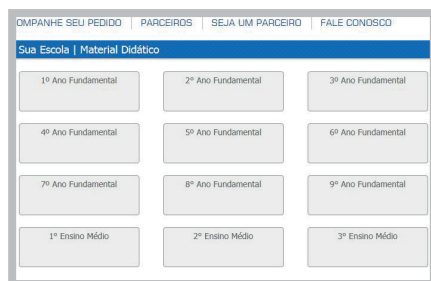 OMPANHE SEU PEDIDO | PARCEIROS | SEJA UM PARCEIRO | FALE CONOSCO
Sua Escola | Material Didático
1º Ano Fundamental 2º Ano Fundamental 3º Ano Fundamental
4º Ano Fundamental 5º Ano Fundamental 6º Ano Fundamental
7º Ano Fundamental 8º Ano Fundamental 9º Ano Fundamental
1º Ensino Médio 2º Ensino Médio 3º Ensino Médio